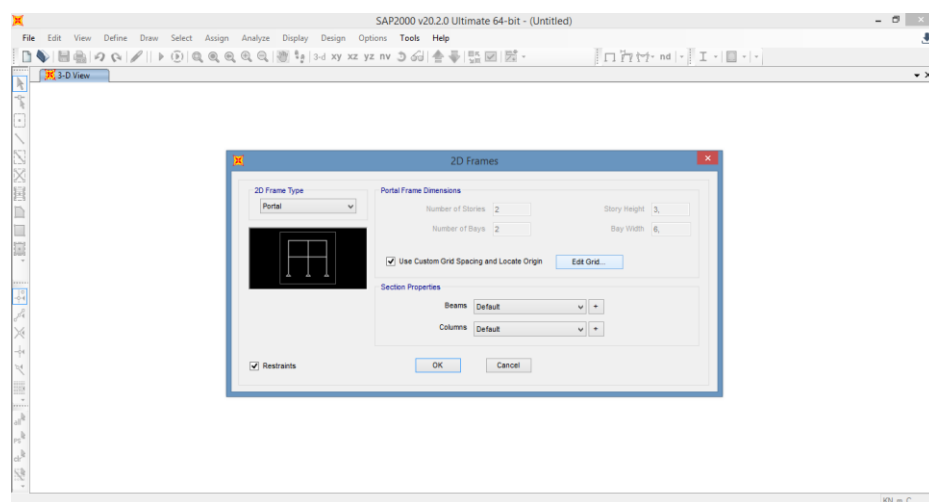 SAP2000 v20.2.0 Ultimate 64-bit - (Untitled)
File Edit View Define Draw Select Assign Analyze Display Design Options Tools Help
3-d xy xz yz nv nd
3-D View
2D Frames
2D Frame Type
Portal
Portal Frame Dimensions
Number of Stories 2 Story Height 3,
Number of Bays 2 Bay Width 6,
Use Custom Grid Spacing and Locate Origin Edit Grid...
Section Properties
Beams Default +
Columns Default +
Restraints OK Cancel